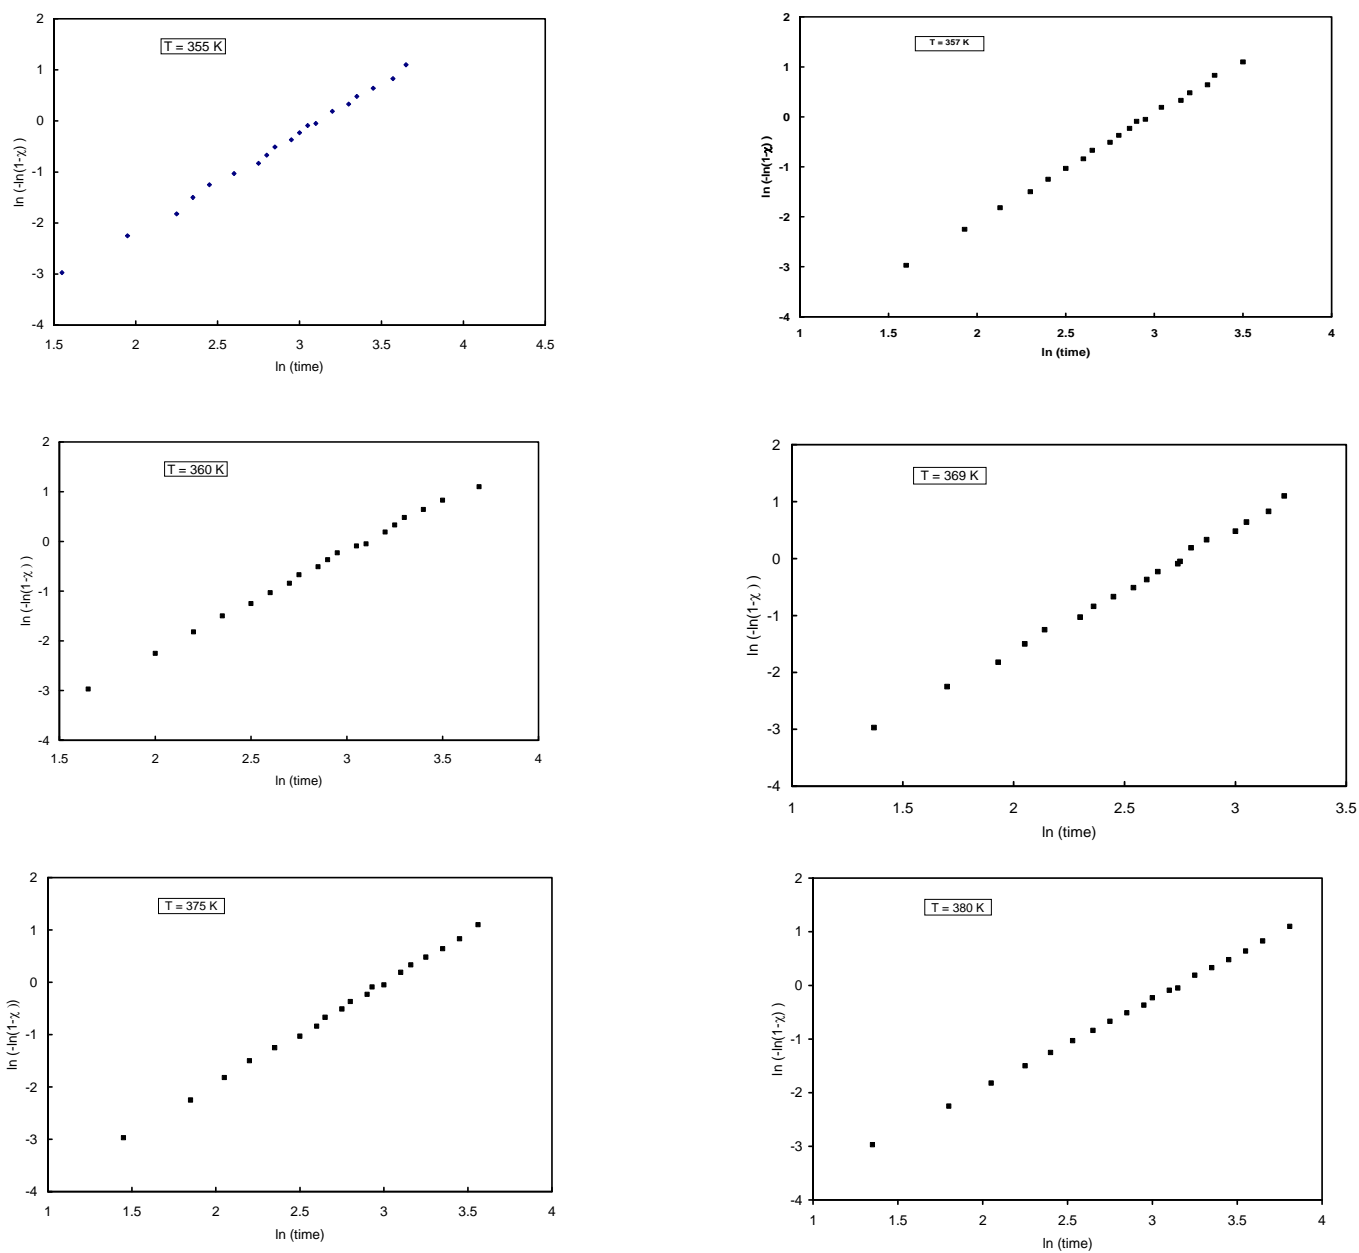 2
1
0
-1
-2
-3
-4
T = 355 K
ln (-ln(1-χ))
1.5 2 2.5 3 3.5 4 4.5
ln (time)
2
1
0
-1
-2
-3
-4
T = 357 K
ln (-ln(1-χ))
1 1.5 2 2.5 3 3.5 4
ln (time)
2
1
0
-1
-2
-3
-4
T = 360 K
ln (-ln(1-χ ) )
1.5 2 2.5 3 3.5 4
ln (time)
2
1
0
-1
-2
-3
-4
T = 369 K
ln (-ln(1-χ ) )
1 1.5 2 2.5 3 3.5
ln (time)
2
1
0
-1
-2
-3
-4
T = 375 K
ln (-ln(1-χ ))
1 1.5 2 2.5 3 3.5 4
ln (time)
2
1
0
-1
-2
-3
-4
T = 380 K
ln (-ln(1-χ) )
1 1.5 2 2.5 3 3.5 4
ln (time)